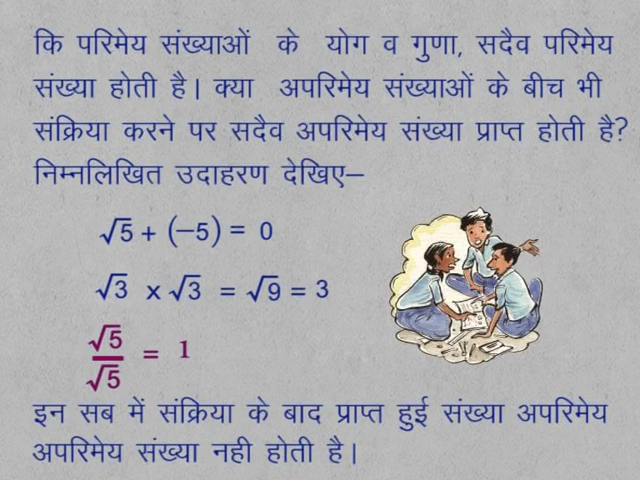 कि परिमेय संख्याओं के योग व गुणा, सदैव परिमेय
संख्या होती है। क्या अपरिमेय संख्याओं के बीच भी
संक्रिया करने पर सदैव अपरिमेय संख्या प्राप्त होती है?
निम्नलिखित उदाहरण देखिए–
√5 + (–5) = 0
√3 x √3 = √9 = 3
√5/√5 = 1
इन सब में संक्रिया के बाद प्राप्त हुई संख्या अपरिमेय
अपरिमेय संख्या नही होती है।